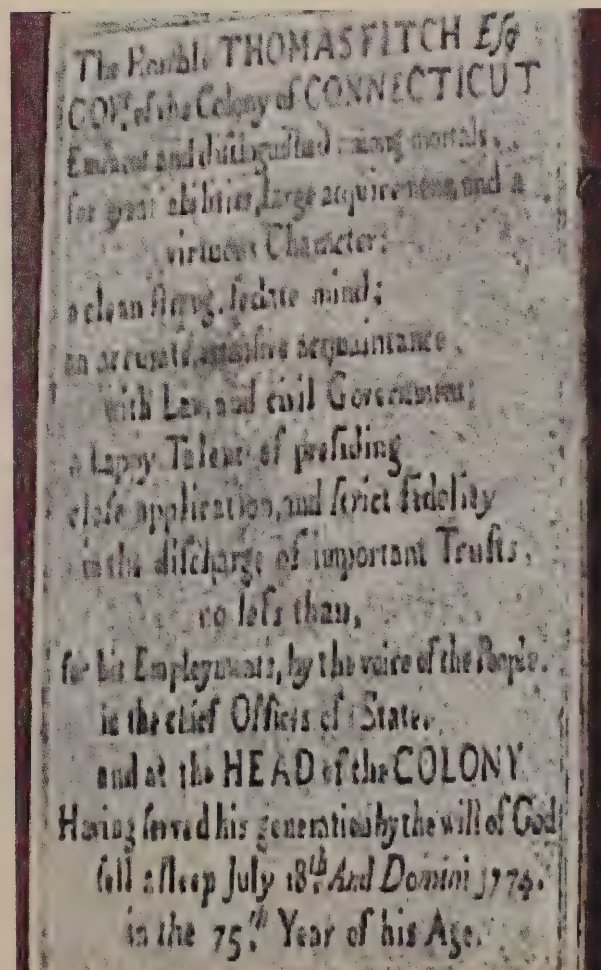 The Honᵇˡᵉ THOMAS FITCH Eſq
GOVʳ. of the Colony of CONNECTICUT
Eminent and diſtinguiſhed among mortals,
for great abilities, large acquirements, and a
virtuous Character;
a clean ſtrong, ſedate mind;
an accurate, extenſive acquaintance,
with Law, and civil Government;
a happy Talent of preſiding
cloſe application, and ſtrict fidelity
in the diſcharge of important Truſts,
no leſs than,
for his Employments, by the voice of the People.
in the chief Offices of State,
and at the HEAD of the COLONY.
Having ſerved his generation by the will of God
fell aſleep July 18.ᵗʰ Domini 1774.
in the 75.ᵗʰ Year of his Age.